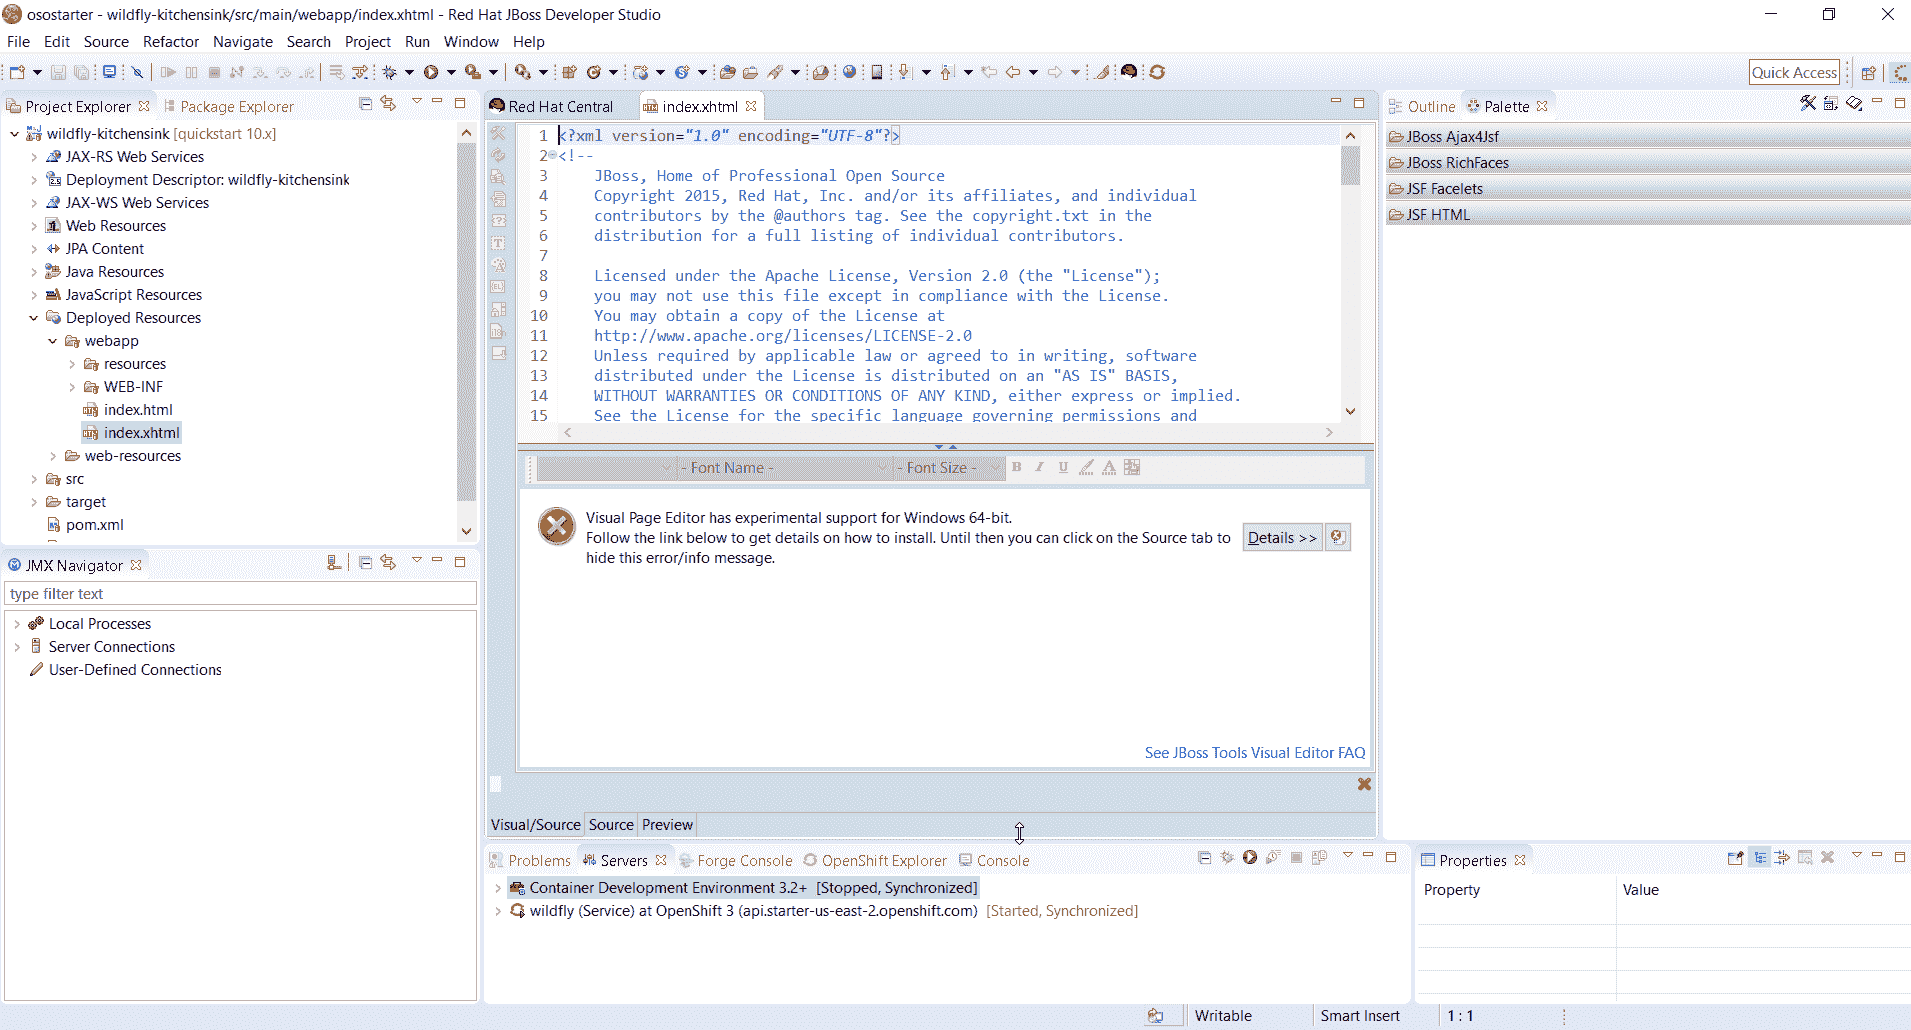 osostarter - wildfly-kitchensink/src/main/webapp/index.xhtml - Red Hat JBoss Developer Studio
File Edit Source Refactor Navigate Search Project Run Window Help
Quick Access
Project Explorer Package Explorer
wildfly-kitchensink [quickstart 10.x]
JAX-RS Web Services
Deployment Descriptor: wildfly-kitchensink
JAX-WS Web Services
Web Resources
JPA Content
Java Resources
JavaScript Resources
Deployed Resources
webapp
resources
WEB-INF
index.html
index.xhtml
web-resources
src
target
pom.xml
JMX Navigator
type filter text
Local Processes
Server Connections
User-Defined Connections
Red Hat Central index.xhtml
1 <?xml version="1.0" encoding="UTF-8"?>
2 <!--
3 JBoss, Home of Professional Open Source
4 Copyright 2015, Red Hat, Inc. and/or its affiliates, and individual
5 contributors by the @authors tag. See the copyright.txt in the
6 distribution for a full listing of individual contributors.
7
8 Licensed under the Apache License, Version 2.0 (the "License");
9 you may not use this file except in compliance with the License.
10 You may obtain a copy of the License at
11 http://www.apache.org/licenses/LICENSE-2.0
12 Unless required by applicable law or agreed to in writing, software
13 distributed under the License is distributed on an "AS IS" BASIS,
14 WITHOUT WARRANTIES OR CONDITIONS OF ANY KIND, either express or implied.
15 See the License for the specific language governing permissions and
- Font Name - - Font Size - B I U A
Visual Page Editor has experimental support for Windows 64-bit.
Follow the link below to get details on how to install. Until then you can click on the Source tab to
hide this error/info message.
Details >>
See JBoss Tools Visual Editor FAQ
Visual/Source Source Preview
Outline Palette
JBoss Ajax4Jsf
JBoss RichFaces
JSF Facelets
JSF HTML
Problems Servers Forge Console OpenShift Explorer Console
Container Development Environment 3.2+ [Stopped, Synchronized]
wildfly (Service) at OpenShift 3 (api.starter-us-east-2.openshift.com) [Started, Synchronized]
Properties
Property Value
Writable Smart Insert 1 : 1